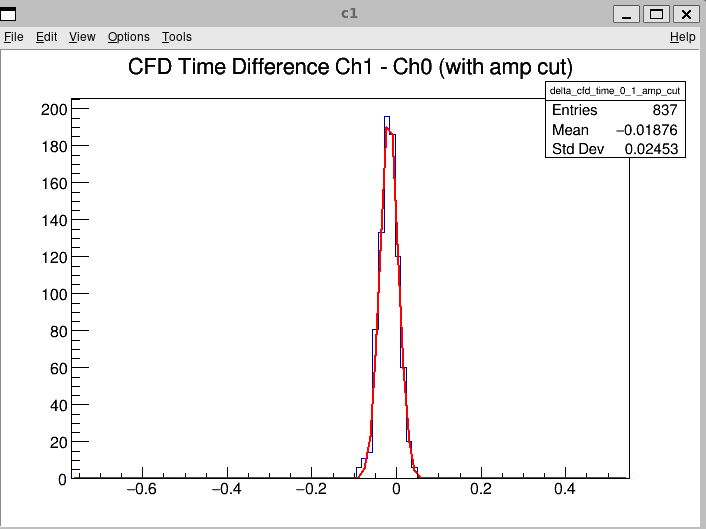 c1
File Edit View Options Tools Help
CFD Time Difference Ch1 - Ch0 (with amp cut)
delta_cfd_time_0_1_amp_cut
Entries 837
Mean −0.01876
Std Dev 0.02453
200
180
160
140
120
100
80
60
40
20
0
−0.6 −0.4 −0.2 0 0.2 0.4